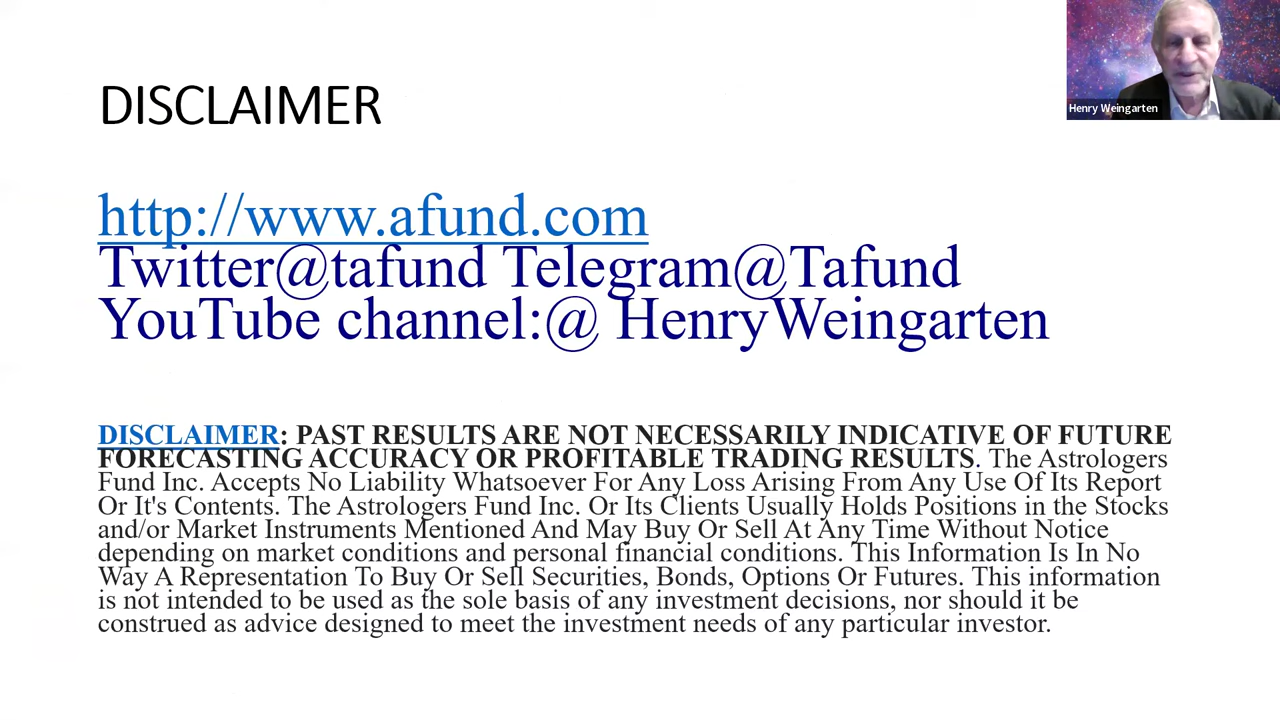 Henry Weingarten
DISCLAIMER
http://www.afund.com
Twitter@tafund Telegram@Tafund
YouTube channel:@ HenryWeingarten
DISCLAIMER: PAST RESULTS ARE NOT NECESSARILY INDICATIVE OF FUTURE
FORECASTING ACCURACY OR PROFITABLE TRADING RESULTS. The Astrologers
Fund Inc. Accepts No Liability Whatsoever For Any Loss Arising From Any Use Of Its Report
Or It's Contents. The Astrologers Fund Inc. Or Its Clients Usually Holds Positions in the Stocks
and/or Market Instruments Mentioned And May Buy Or Sell At Any Time Without Notice
depending on market conditions and personal financial conditions. This Information Is In No
Way A Representation To Buy Or Sell Securities, Bonds, Options Or Futures. This information
is not intended to be used as the sole basis of any investment decisions, nor should it be
construed as advice designed to meet the investment needs of any particular investor.